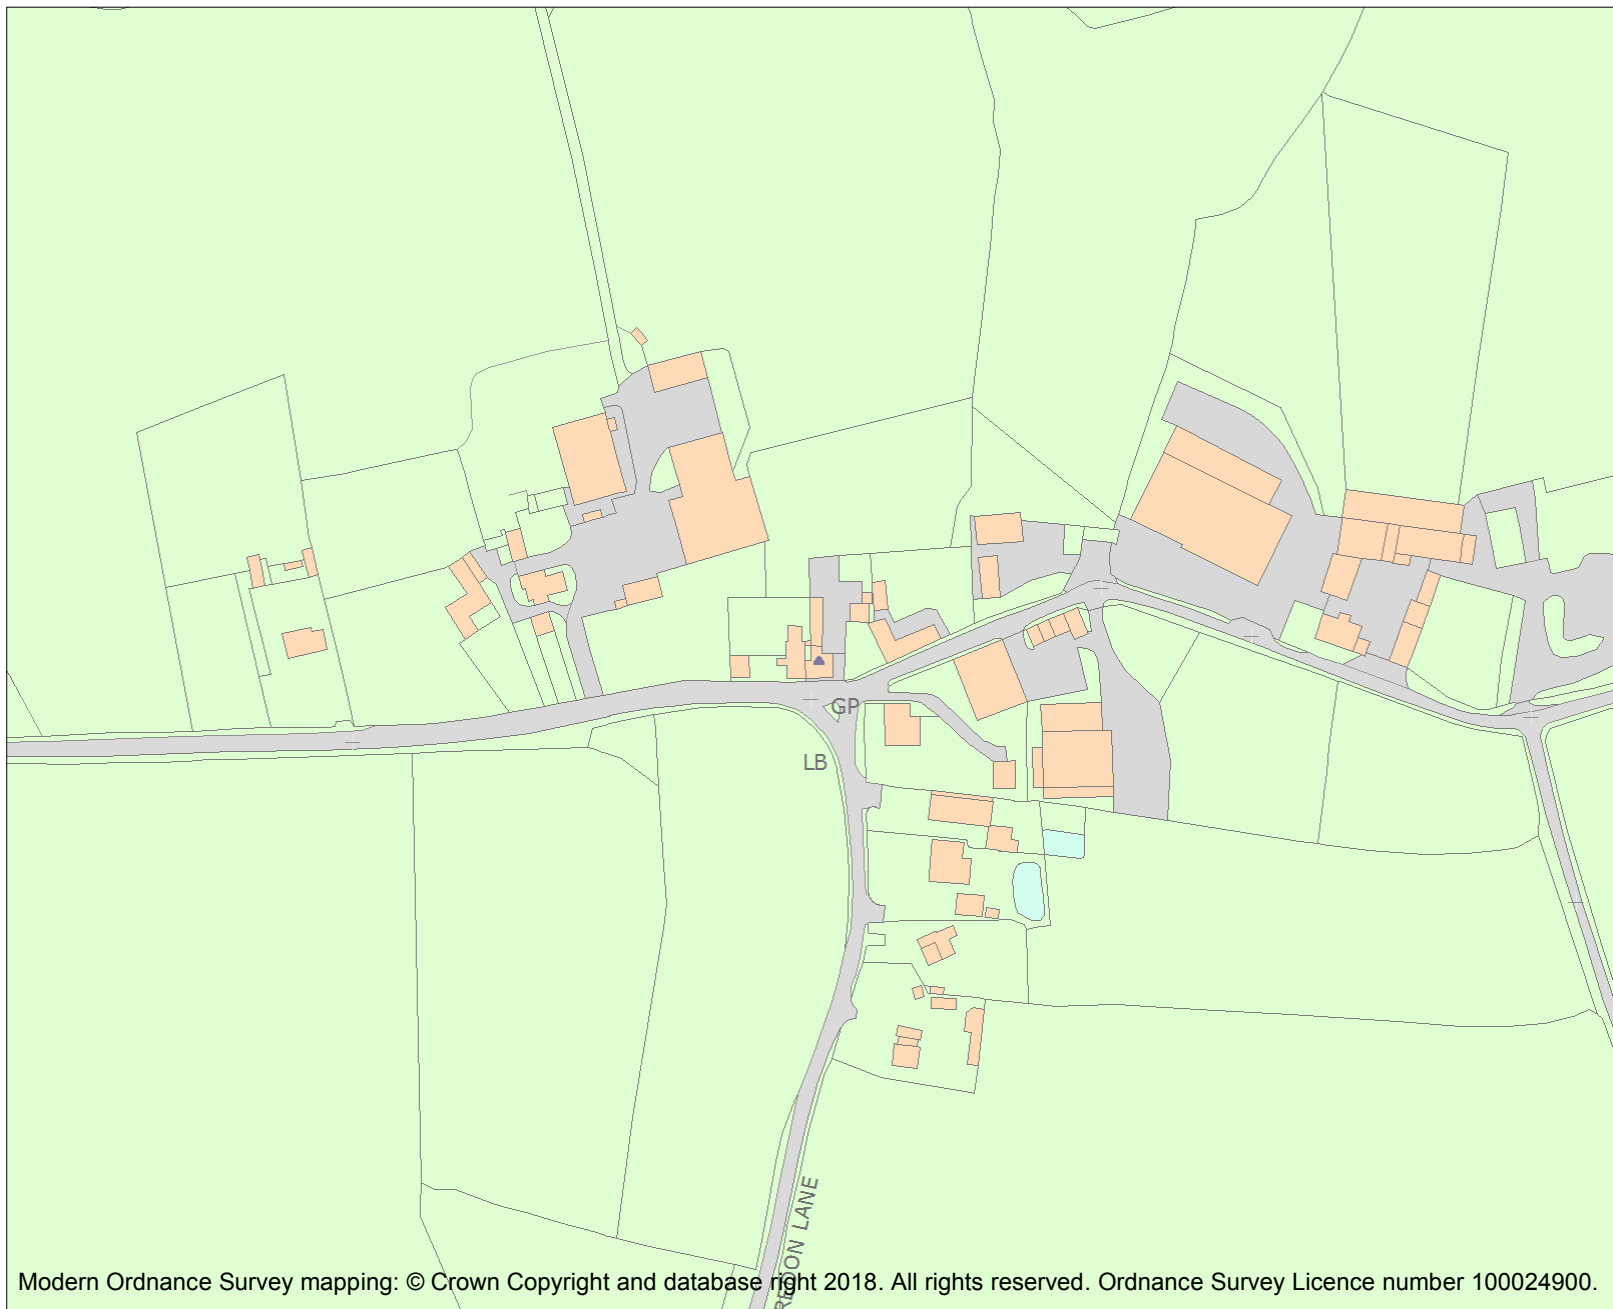 GP
LB
LANE
Modern Ordnance Survey mapping: © Crown Copyright and database right 2018. All rights reserved. Ordnance Survey Licence number 100024900.